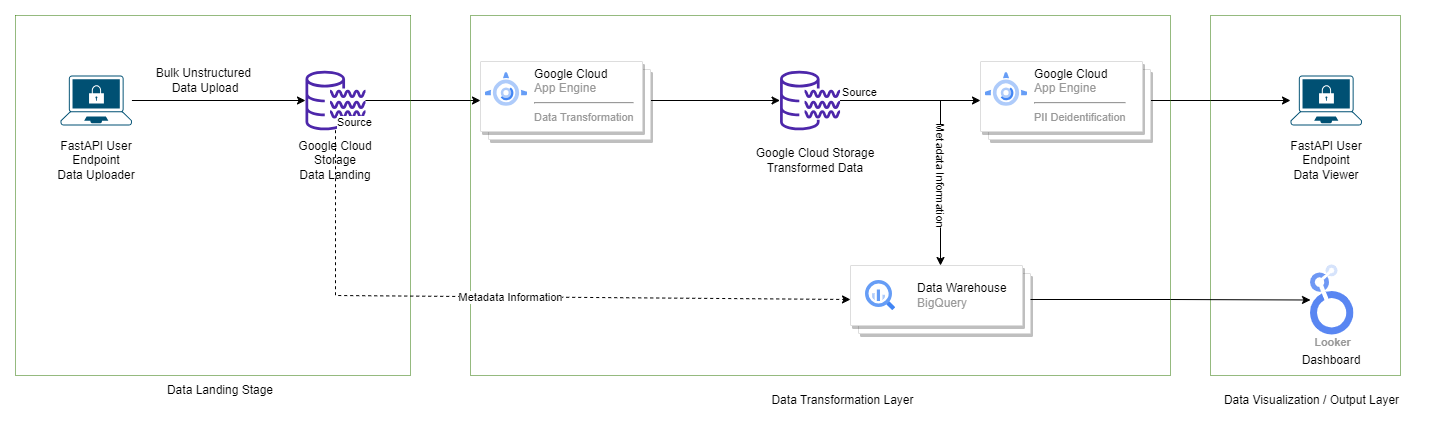 Bulk Unstructured
Data Upload
FastAPI User
Endpoint
Data Uploader
Source
Google Cloud
Storage
Data Landing
Google Cloud
App Engine
Data Transformation
Google Cloud Storage
Transformed Data
Source
Google Cloud
App Engine
PII Deidentification
FastAPI User
Endpoint
Data Viewer
Metadata Information
Metadata Information
Data Warehouse
BigQuery
Looker
Dashboard
Data Landing Stage
Data Transformation Layer
Data Visualization / Output Layer